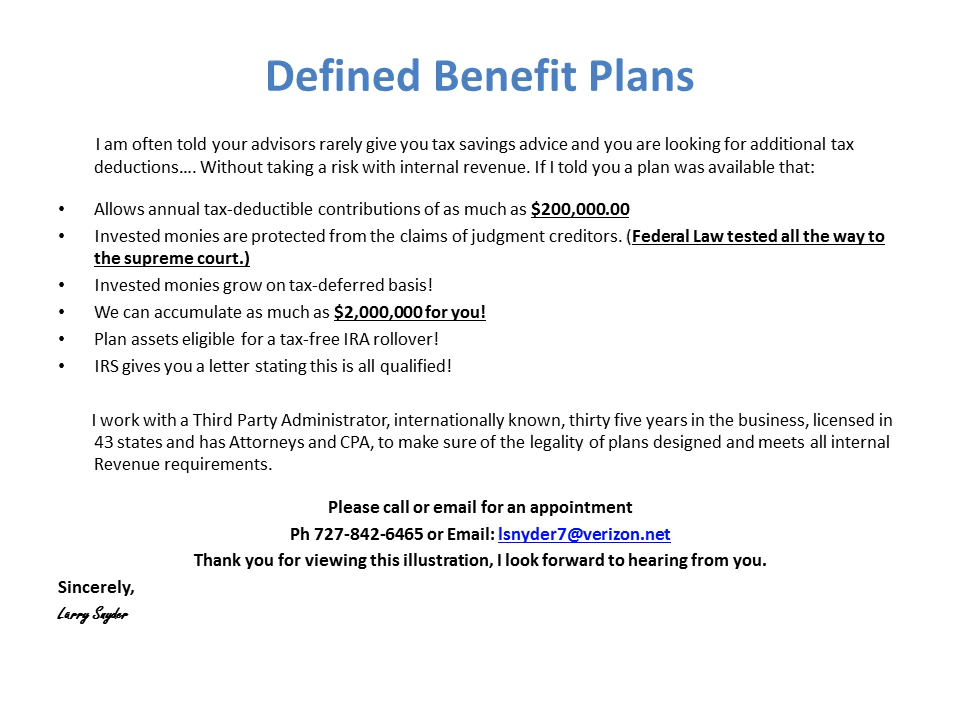 Defined Benefit Plans
I am often told your advisors rarely give you tax savings advice and you are looking for additional tax
deductions…. Without taking a risk with internal revenue. If I told you a plan was available that:
• Allows annual tax-deductible contributions of as much as $200,000.00
• Invested monies are protected from the claims of judgment creditors. (Federal Law tested all the way to
the supreme court.)
• Invested monies grow on tax-deferred basis!
• We can accumulate as much as $2,000,000 for you!
• Plan assets eligible for a tax-free IRA rollover!
• IRS gives you a letter stating this is all qualified!
I work with a Third Party Administrator, internationally known, thirty five years in the business, licensed in
43 states and has Attorneys and CPA, to make sure of the legality of plans designed and meets all internal
Revenue requirements.
Please call or email for an appointment
Ph 727-842-6465 or Email: lsnyder7@verizon.net
Thank you for viewing this illustration, I look forward to hearing from you.
Sincerely,
Larry Snyder